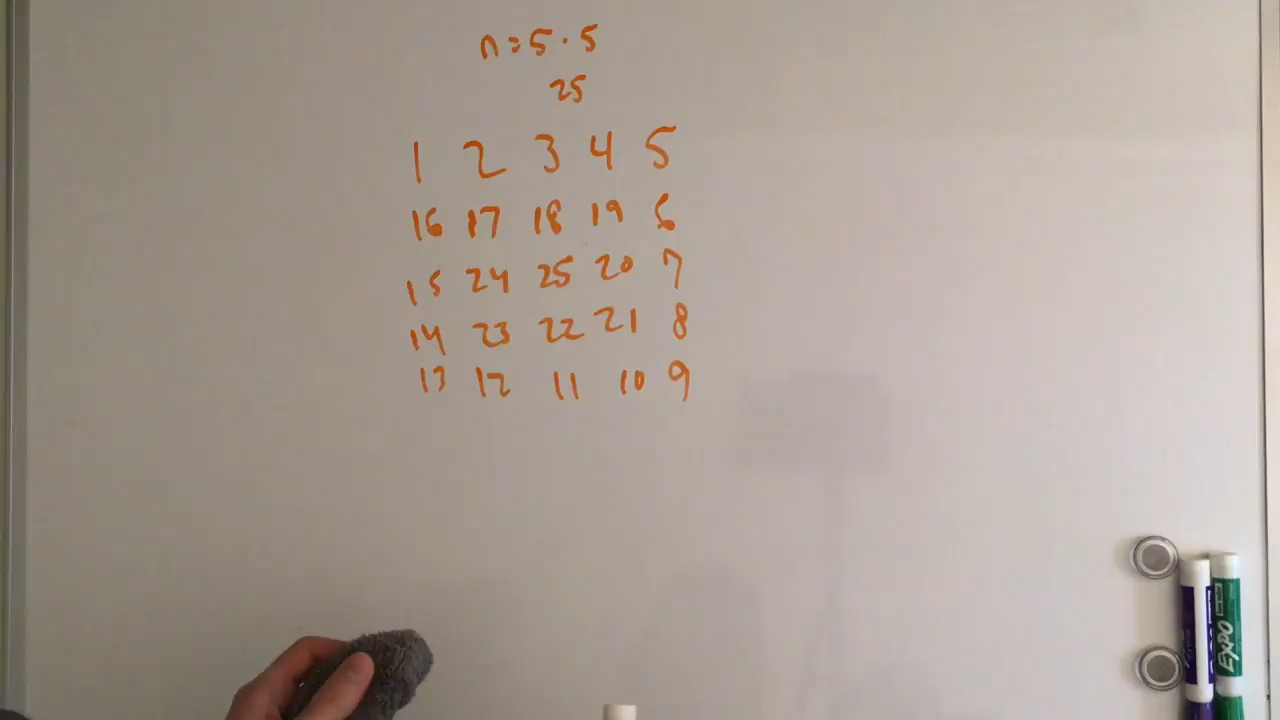 n = 5 · 5
25
1 2 3 4 5
16 17 18 19 6
15 24 25 20 7
14 23 22 21 8
13 12 11 10 9
EXPO